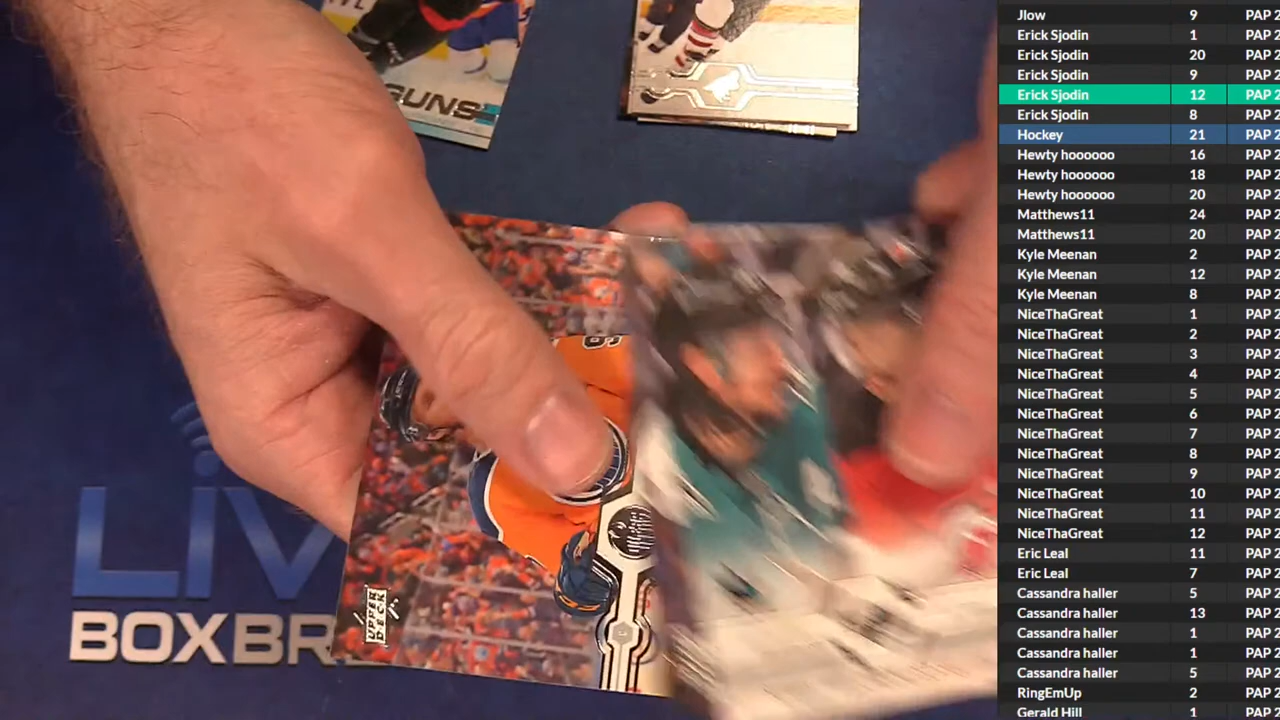 GUNS
UPPER
DECK
LIV
BOXBR
Jlow 9 PAP 2
Erick Sjodin 1 PAP 2
Erick Sjodin 20 PAP 2
Erick Sjodin 9 PAP 2
Erick Sjodin 12 PAP 2
Erick Sjodin 8 PAP 2
Hockey 21 PAP 2
Hewty hoooooo 16 PAP 2
Hewty hoooooo 18 PAP 2
Hewty hoooooo 20 PAP 2
Matthews11 24 PAP 2
Matthews11 20 PAP 2
Kyle Meenan 2 PAP 2
Kyle Meenan 12 PAP 2
Kyle Meenan 8 PAP 2
NiceThaGreat 1 PAP 2
NiceThaGreat 2 PAP 2
NiceThaGreat 3 PAP 2
NiceThaGreat 4 PAP 2
NiceThaGreat 5 PAP 2
NiceThaGreat 6 PAP 2
NiceThaGreat 7 PAP 2
NiceThaGreat 8 PAP 2
NiceThaGreat 9 PAP 2
NiceThaGreat 10 PAP 2
NiceThaGreat 11 PAP 2
NiceThaGreat 12 PAP 2
Eric Leal 11 PAP 2
Eric Leal 7 PAP 2
Cassandra haller 5 PAP 2
Cassandra haller 13 PAP 2
Cassandra haller 1 PAP 2
Cassandra haller 1 PAP 2
Cassandra haller 5 PAP 2
RingEmUp 2 PAP 2
Gerald Hill 1 PAP 2